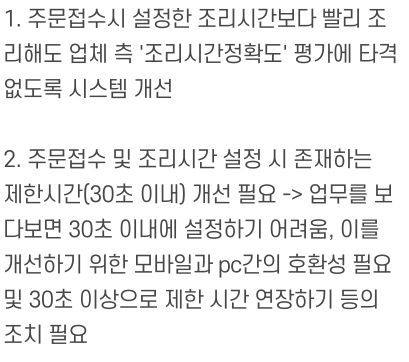 1. 주문접수시 설정한 조리시간보다 빨리 조
리해도 업체 측 '조리시간정확도' 평가에 타격
없도록 시스템 개선
2. 주문접수 및 조리시간 설정 시 존재하는
제한시간(30초 이내) 개선 필요 -> 업무를 보
다보면 30초 이내에 설정하기 어려움, 이를
개선하기 위한 모바일과 pc간의 호환성 필요
및 30초 이상으로 제한 시간 연장하기 등의
조치 필요